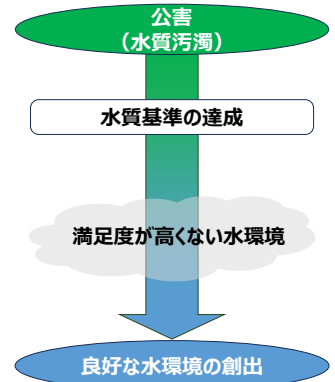 公害
（水質汚濁）
水質基準の達成
満足度が高くない水環境
良好な水環境の創出